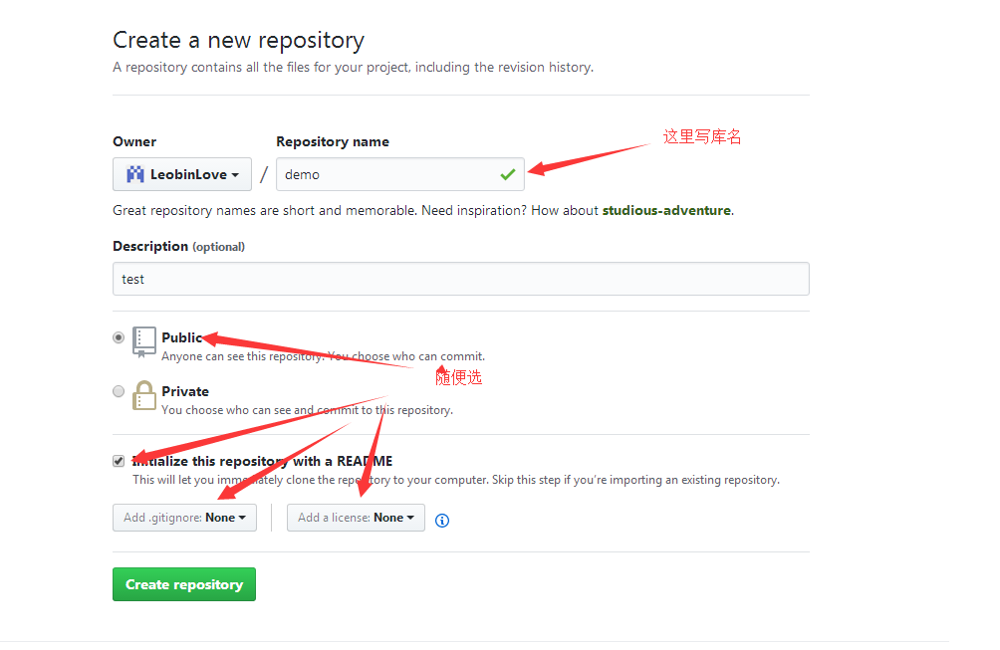 Create a new repository
A repository contains all the files for your project, including the revision history.
Owner
Repository name
这里写库名
LeobinLove
/
demo
Great repository names are short and memorable. Need inspiration? How about studious-adventure.
Description (optional)
test
Public
Anyone can see this repository. You choose who can commit.
随便选
Private
You choose who can see and commit to this repository.
Initialize this repository with a README
This will let you immediately clone the repository to your computer. Skip this step if you’re importing an existing repository.
Add .gitignore: None
Add a license: None
Create repository